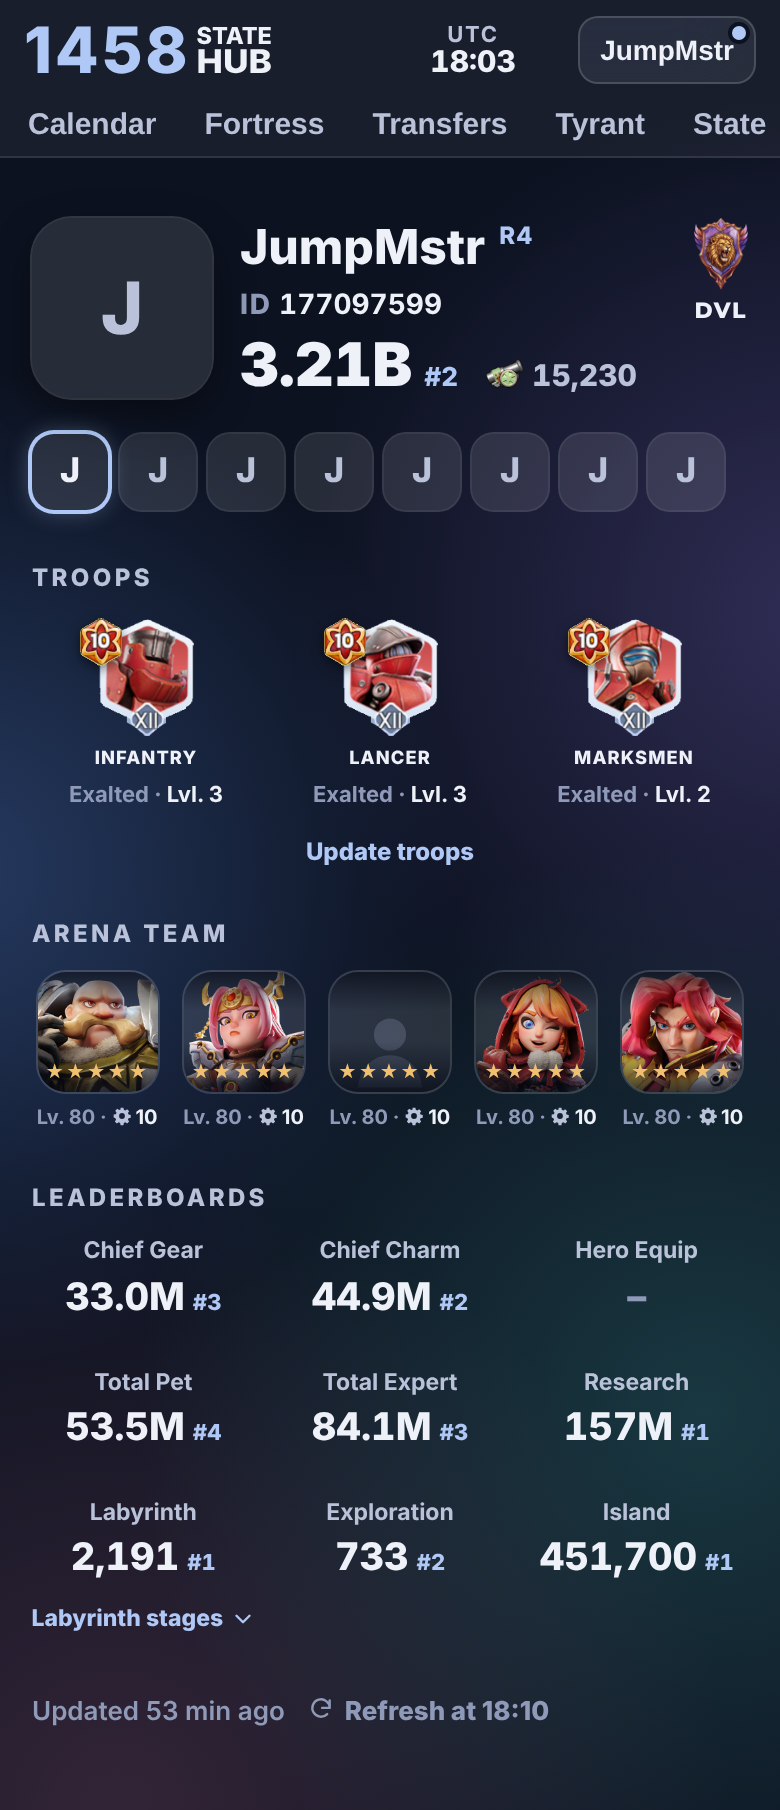 1458 STATE HUB
UTC
18:03
JumpMstr
Calendar Fortress Transfers Tyrant State
J
JumpMstr R4
ID 177097599
3.21B #2 15,230
DVL
J J J J J J J J
TROOPS
10 10 10
XII XII XII
INFANTRY LANCER MARKSMEN
Exalted · Lvl. 3 Exalted · Lvl. 3 Exalted · Lvl. 2
Update troops
ARENA TEAM
Lv. 80 · 10 Lv. 80 · 10 Lv. 80 · 10 Lv. 80 · 10 Lv. 80 · 10
LEADERBOARDS
Chief Gear Chief Charm Hero Equip
33.0M #3 44.9M #2 –
Total Pet Total Expert Research
53.5M #4 84.1M #3 157M #1
Labyrinth Exploration Island
2,191 #1 733 #2 451,700 #1
Labyrinth stages
Updated 53 min ago Refresh at 18:10